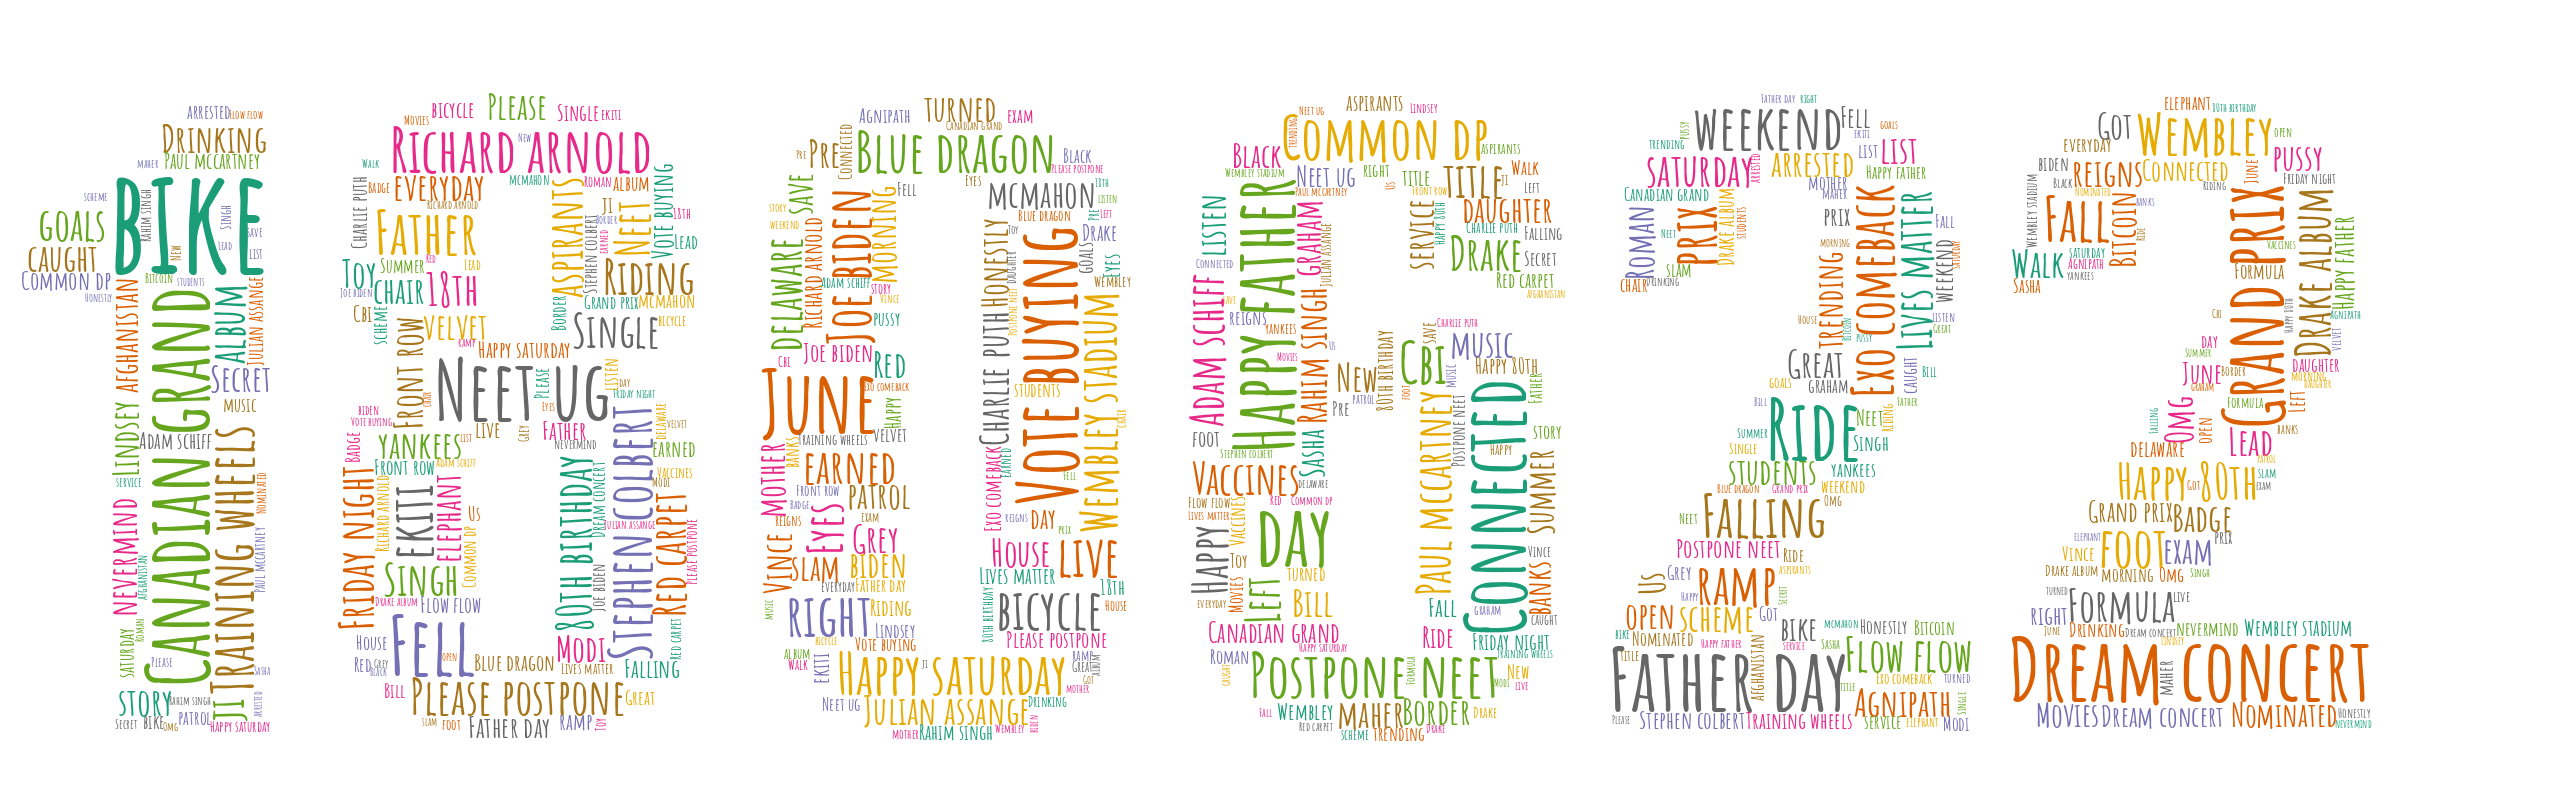 Arrested
Flow Flow
Drinking
Maher
Paul McCartney
Bike
Scheme
Rahim Singh
Singh
Goals
Save
New
Lead
List
Caught
Common DP
Bitcoin
Students
Honestly
Afghanistan
Canadian Grand
Album
Julian Assange
Secret
Music
Lindsey
Adam Schiff
Training Wheels
Service
Nominated
Nevermind
Afghanistan
Paul McCartney
Roman
Saturday
Please
Sasha
Story
Rahim Singh
Ji
Arrested
Secret
Bike
OMG
Patrol
Happy Saturday
Movies
Bicycle
Please
Single
Ekiti
Richard Arnold
New
Walk
Charlie Puth
Badge
Everyday
McMahon
Aspirants
Roman
Album
Vote Buying
Richard Arnold
Ji
Neet
18th
Father
Border
Stephen Colbert
Earned
Lead
Toy
Summer
Red
Lead
Riding
Joe Biden
Chair
18th
Grand Prix
McMahon
CBI
Scheme
Velvet
Border
Single
Bicycle
Front Row
Ramp
Happy Saturday
Neet UG
Please
Listen
Day
Friday Night
Chair
Eyes
Biden
Vote Buying
Live
Grey
Father
Nevermind
Stephen Colbert
Delaware
Velvet
Badge
Yankees
List
Earned
Front Row
Adam Schiff
Vaccines
Modi
Friday Night
Richard Arnold
Ekiti
Elephant
Us
Common DP
80th Birthday
Dream Concert
Julian Assange
Red Carpet
Please Postpone
Singh
Joe Biden
Drake Album
Flow Flow
House
Fell
Open
Red
Grey
Black
Blue Dragon
Modi
Lives Matter
Falling
Red Carpet
Bill
Please Postpone
Great
Slam
Foot
Father Day
Ramp
Toy
Agnipath
Turned
Canadian Grand
Exam
Pre
Pre
Connected
Blue Dragon
Black
Please Postpone
Eyes
Save
Joe Biden
Morning
Fell
McMahon
18th
Listen
Story
Weekend
Richard Arnold
Blue Dragon
Pre
Left
Delaware
Honestly
Toy
Vote Buying
Drake
Goals
Eyes
Adam Schiff
Story
Daughter
Wembley
Vince
Pussy
Postpone Neet
Wembley Stadium
CBI
Joe Biden
Red
Charlie Puth
June
Exo Comeback
Students
Happy
Chair
Training Wheels
Velvet
Mother
Banks
Earned
Exo Comeback
Earned
Fell
Front Row
Patrol
Badge
Eyes
Exam
Reigns
Reigns
Day
Prix
Vince
Grey
House
Live
Slam
Biden
Lives Matter
Everyday
Father Day
18th
Music
Right
Riding
80th Birthday
Bicycle
House
Lindsey
Bicycle
Vote Buying
Please Postpone
Album
Walk
Ekiti
Happy Saturday
Ji
Ramp
Great
Album
Got
Mother
Neet UG
Julian Assange
Drinking
Mother
Rahim Singh
Wembley
Biden
Neet UG
Aspirants
Lindsey
Trending
Common DP
Aspirants
Black
Wembley Stadium
Neet UG
Right
Title
Title
Walk
Ji
Paul McCartney
Us
Front Row
Left
Listen
Happy Father
Graham
Service
Happy 80th
Daughter
Charlie Puth
Julian Assange
Drake
Falling
Connected
Secret
Adam Schiff
Red Carpet
Save
Rahim Singh
Afghanistan
Reigns
Yankees
Charlie Puth
Movies
Us
80th Birthday
CBI
Save
Music
New
Music
Happy 80th
Patrol
Foot
Father
Pre
Paul McCartney
Postpone Neet
Connected
Foot
Sasha
Story
Stephen Colbert
Happy
Vaccines
Delaware
Summer
Flow Flow
Red
Common DP
Lives Matter
Vaccines
Day
Happy
Toy
Vince
Turned
Banks
Movies
Left
Bill
Fall
Graham
Everyday
Caught
Canadian Grand
Ride
Friday Night
Happy Saturday
Training Wheels
Roman
Caught
Postpone Neet
Formula
Modi
New
Live
Fall
Wembley
Maher
Border
Drake
Red Carpet
Scheme
Trending
Drake
Father Day
Right
Pussy
Weekend
Fell
Goals
Ekiti
Trending
List
List
Saturday
Arrested
Arrested
Happy Father
Mother
Maher
Canadian Grand
Roman
Prix
Drake Album
Students
Prix
Exo Comeback
Lives Matter
Fall
Neet
Morning
Weekend
Saturday
Slam
Trending
Chair
Drinking
House
Bitcoin
Pussy
Listen
Great
Great
Goals
Graham
Caught
Bill
Bill
Ride
Father
Neet
Riding
Summer
Single
Singh
Students
Yankees
Blue Dragon
Grand Prix
Weekend
OMG
Neet
Falling
Postpone Neet
Ride
Us
Grey
Ramp
Aspirants
Happy
Secret
Open
Scheme
Got
Bike
McMahon
Honestly
Bitcoin
Bike
Nominated
Happy Father
Service
Sasha
Title
Father Day
Afghanistan
Flow Flow
Exo Comeback
Turned
Title
Agnipath
Single
Please
Stephen Colbert
Training Wheels
Service
Elephant
Modi
Elephant
80th Birthday
Got
Wembley
Open
Everyday
Biden
Reigns
Connected
June
Pussy
Black
Nominated
Riding
Friday Night
Wembley Stadium
Fall
Bitcoin
Banks
Ride
Grand Prix
Drake Album
Happy Father
Vaccines
Walk
Saturday
Agnipath
Yankees
Formula
Sasha
CBI
Happy 80th
Agnipath
Velvet
Day
Summer
June
Border
Daughter
Morning
Daughter
Graham
OMG
Formula
Left
Falling
Open
Banks
Delaware
Lead
Patrol
Happy 80th
Slam
Got
Exam
Grand Prix
Badge
Elephant
Prix
Vince
Foot
Exam
Drake Album
Morning
OMG
Singh
Turned
Formula
Live
Right
June
Drinking
Dream Concert
Nevermind
Wembley Stadium
Lindsey
Dream Concert
Maher
Movies
Dream Concert
Nominated
Honestly
Nevermind